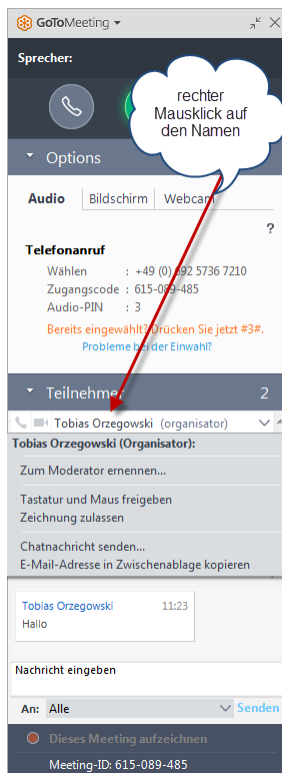 GoToMeeting
Sprecher:
rechter
Mausklick auf
den Namen
Options
Audio Bildschirm Webcam
?
Telefonanruf
Wählen : +49 (0) 692 5736 7210
Zugangscode : 615-089-485
Audio-PIN : 3
Bereits eingewählt? Drücken Sie jetzt #3#.
Probleme bei der Einwahl?
Teilnehmer 2
Tobias Orzegowski (organisator)
Tobias Orzegowski (Organisator):
Zum Moderator ernennen...
Tastatur und Maus freigeben
Zeichnung zulassen
Chatnachricht senden...
E-Mail-Adresse in Zwischenablage kopieren
Tobias Orzegowski 11:23
Hallo
Nachricht eingeben
An: Alle Senden
Dieses Meeting aufzeichnen
Meeting-ID: 615-089-485